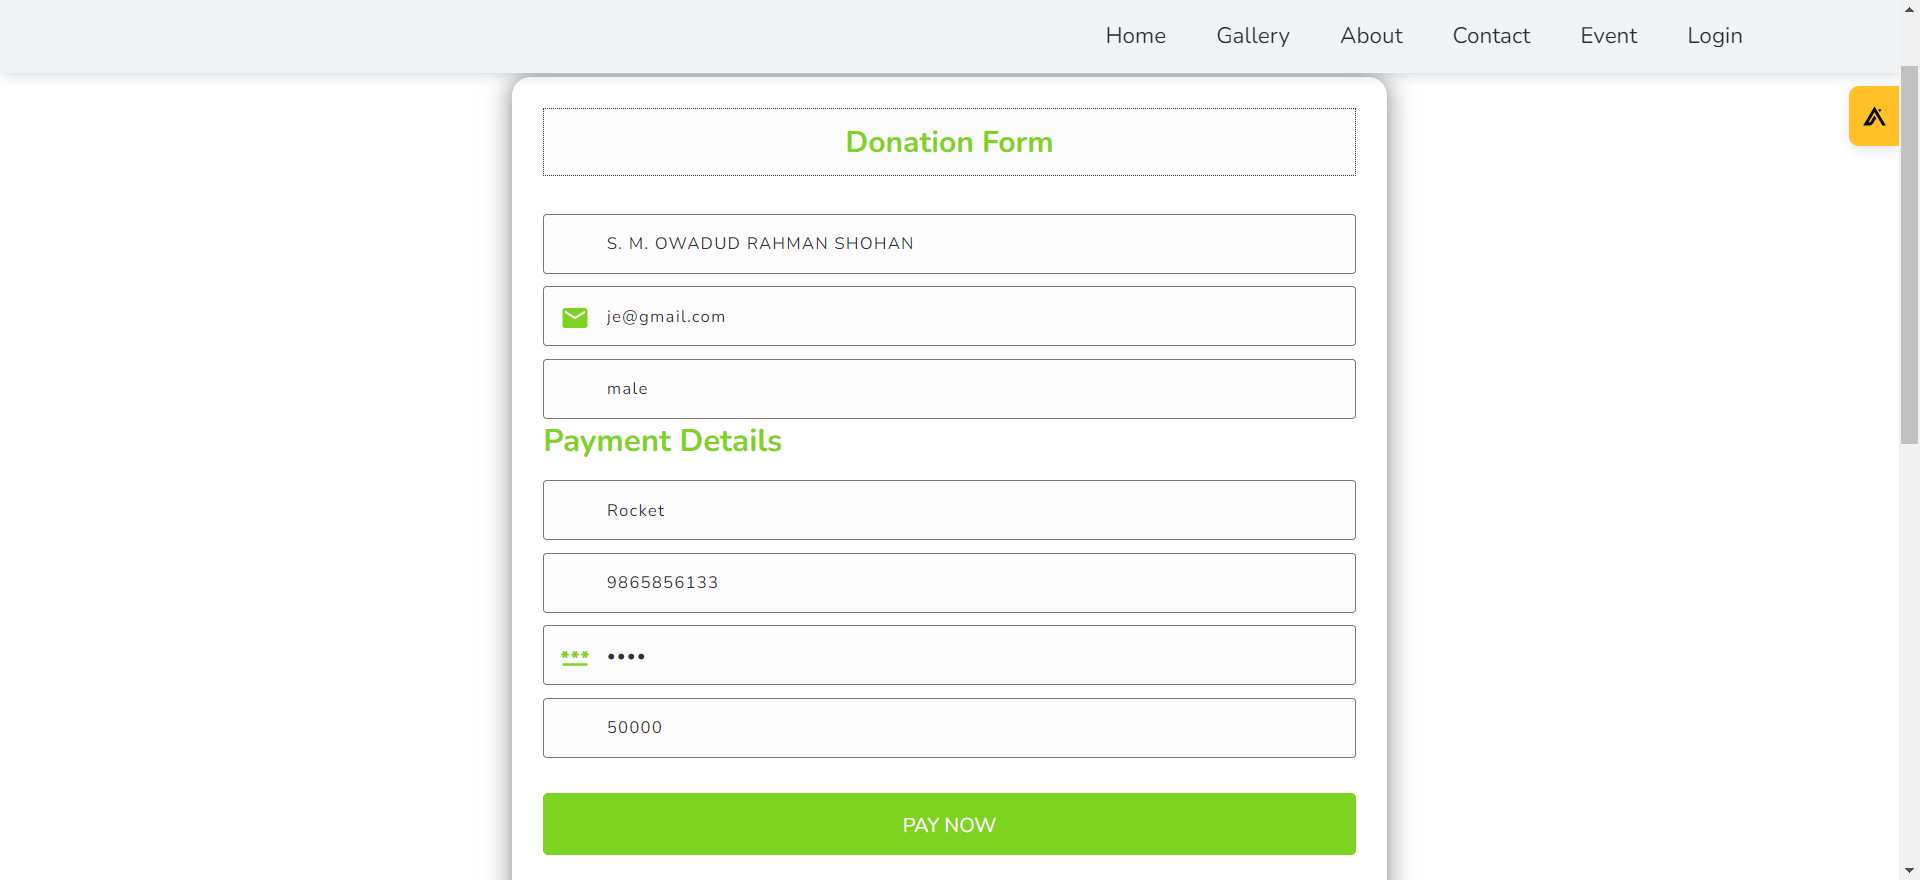 Home Gallery About Contact Event Login
Donation Form
S. M. OWADUD RAHMAN SHOHAN
je@gmail.com
male
Payment Details
Rocket
9865856133
••••
50000
PAY NOW